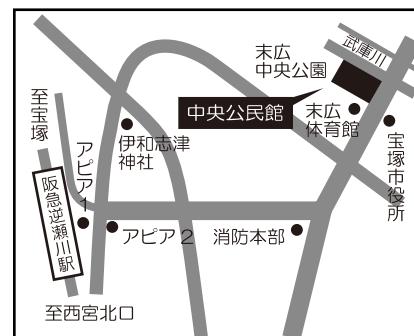 武庫川
末広
中央公園
中央公民館
末広
体育館
宝塚市役所
至宝塚
伊和志津
神社
アピア1
阪急逆瀬川駅
アピア2
消防本部
至西宮北口